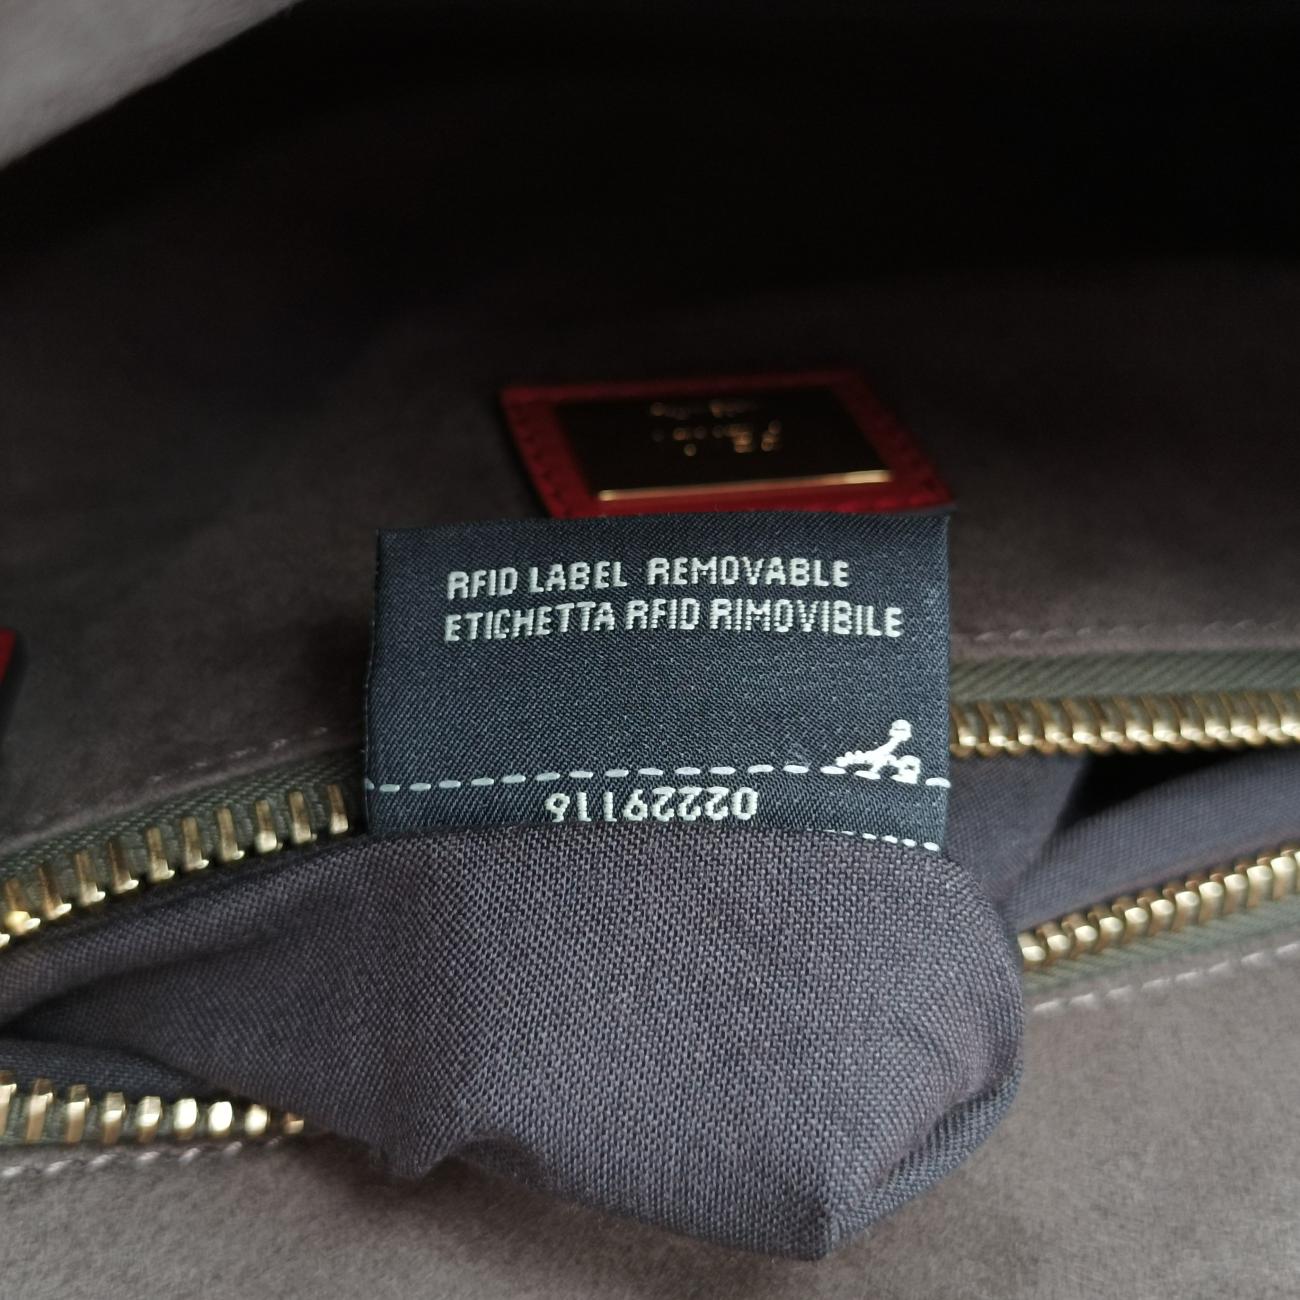 RFID LABEL REMOVABLE
ETICHETTA RFID RIMOVIBILE
02229116